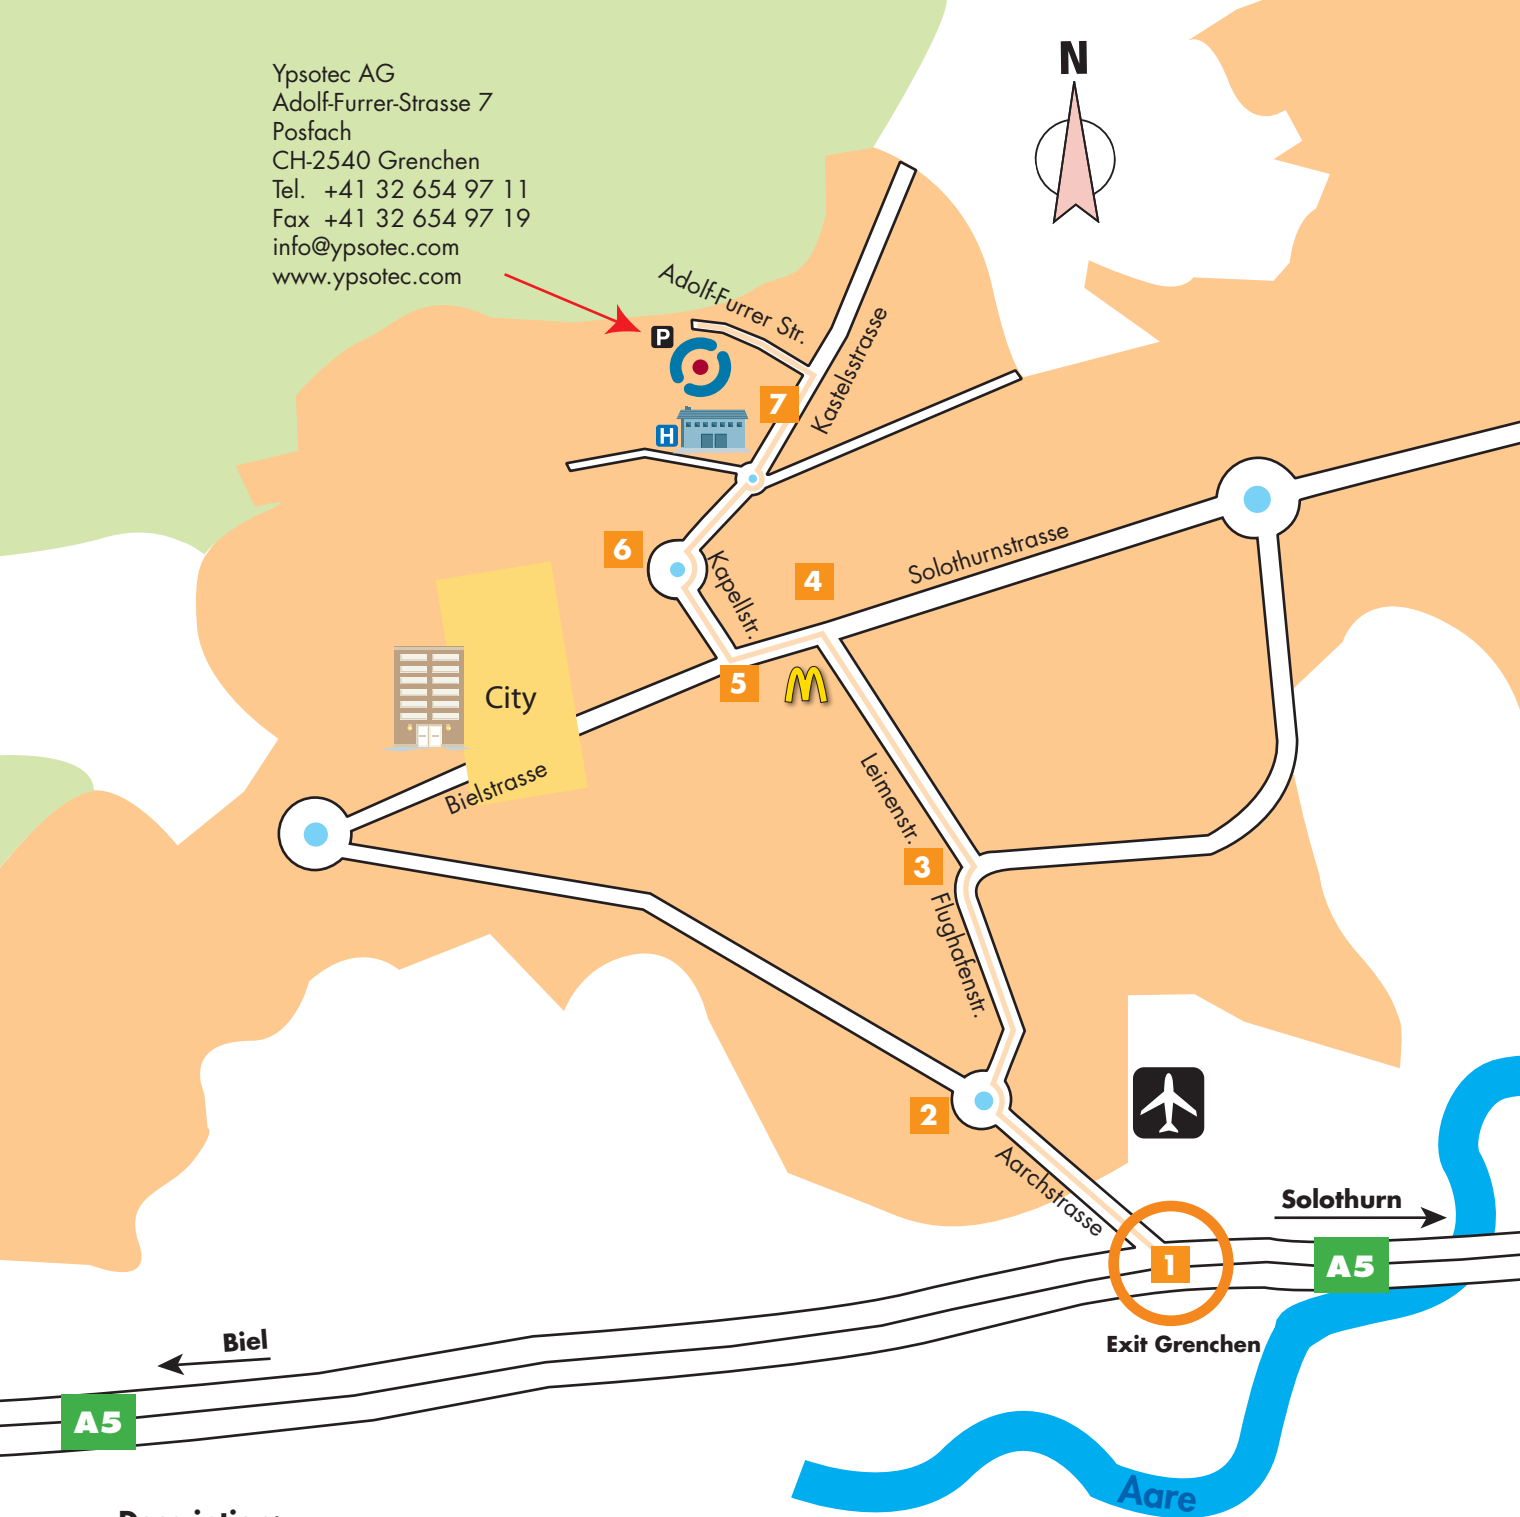 N
Ypsotec AG
Adolf-Furrer-Strasse 7
Posfach
CH-2540 Grenchen
Tel. +41 32 654 97 11
Fax +41 32 654 97 19
info@ypsotec.com
www.ypsotec.com
Adolf-Furrer Str.
P
Kastelsstrasse
7
H
6
Kapellstr.
4
Solothurnstrasse
5
City
Bielstrasse
Leimenstr.
3
Flughafenstr.
2
Aarchstrasse
Solothurn
1
A5
Exit Grenchen
Biel
A5
Aare